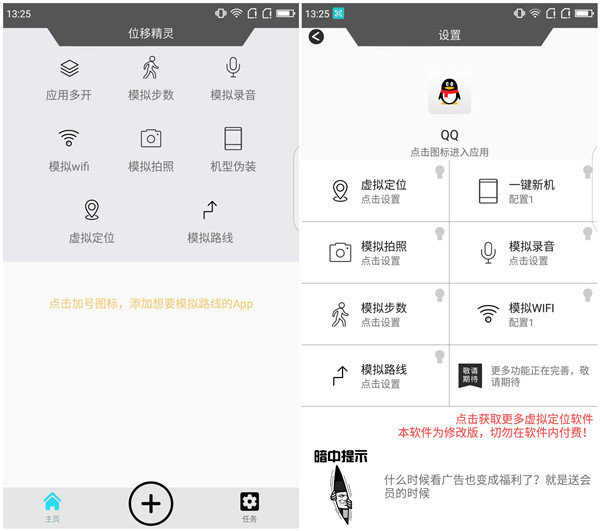 13:25
位移精灵
应用多开
模拟步数
模拟录音
模拟wifi
模拟拍照
机型伪装
虚拟定位
模拟路线
点击加号图标，添加想要模拟路线的App
主页
任务
13:25
设置
QQ
点击图标进入应用
虚拟定位
点击设置
一键新机
配置1
模拟拍照
点击设置
模拟录音
点击设置
模拟步数
点击设置
模拟WIFI
配置1
模拟路线
点击设置
敬请
期待
更多功能正在完善，敬
请期待
点击获取更多虚拟定位软件
本软件为修改版，切勿在软件内付费！
暗中提示
什么时候看广告也变成福利了？就是送会
员的时候